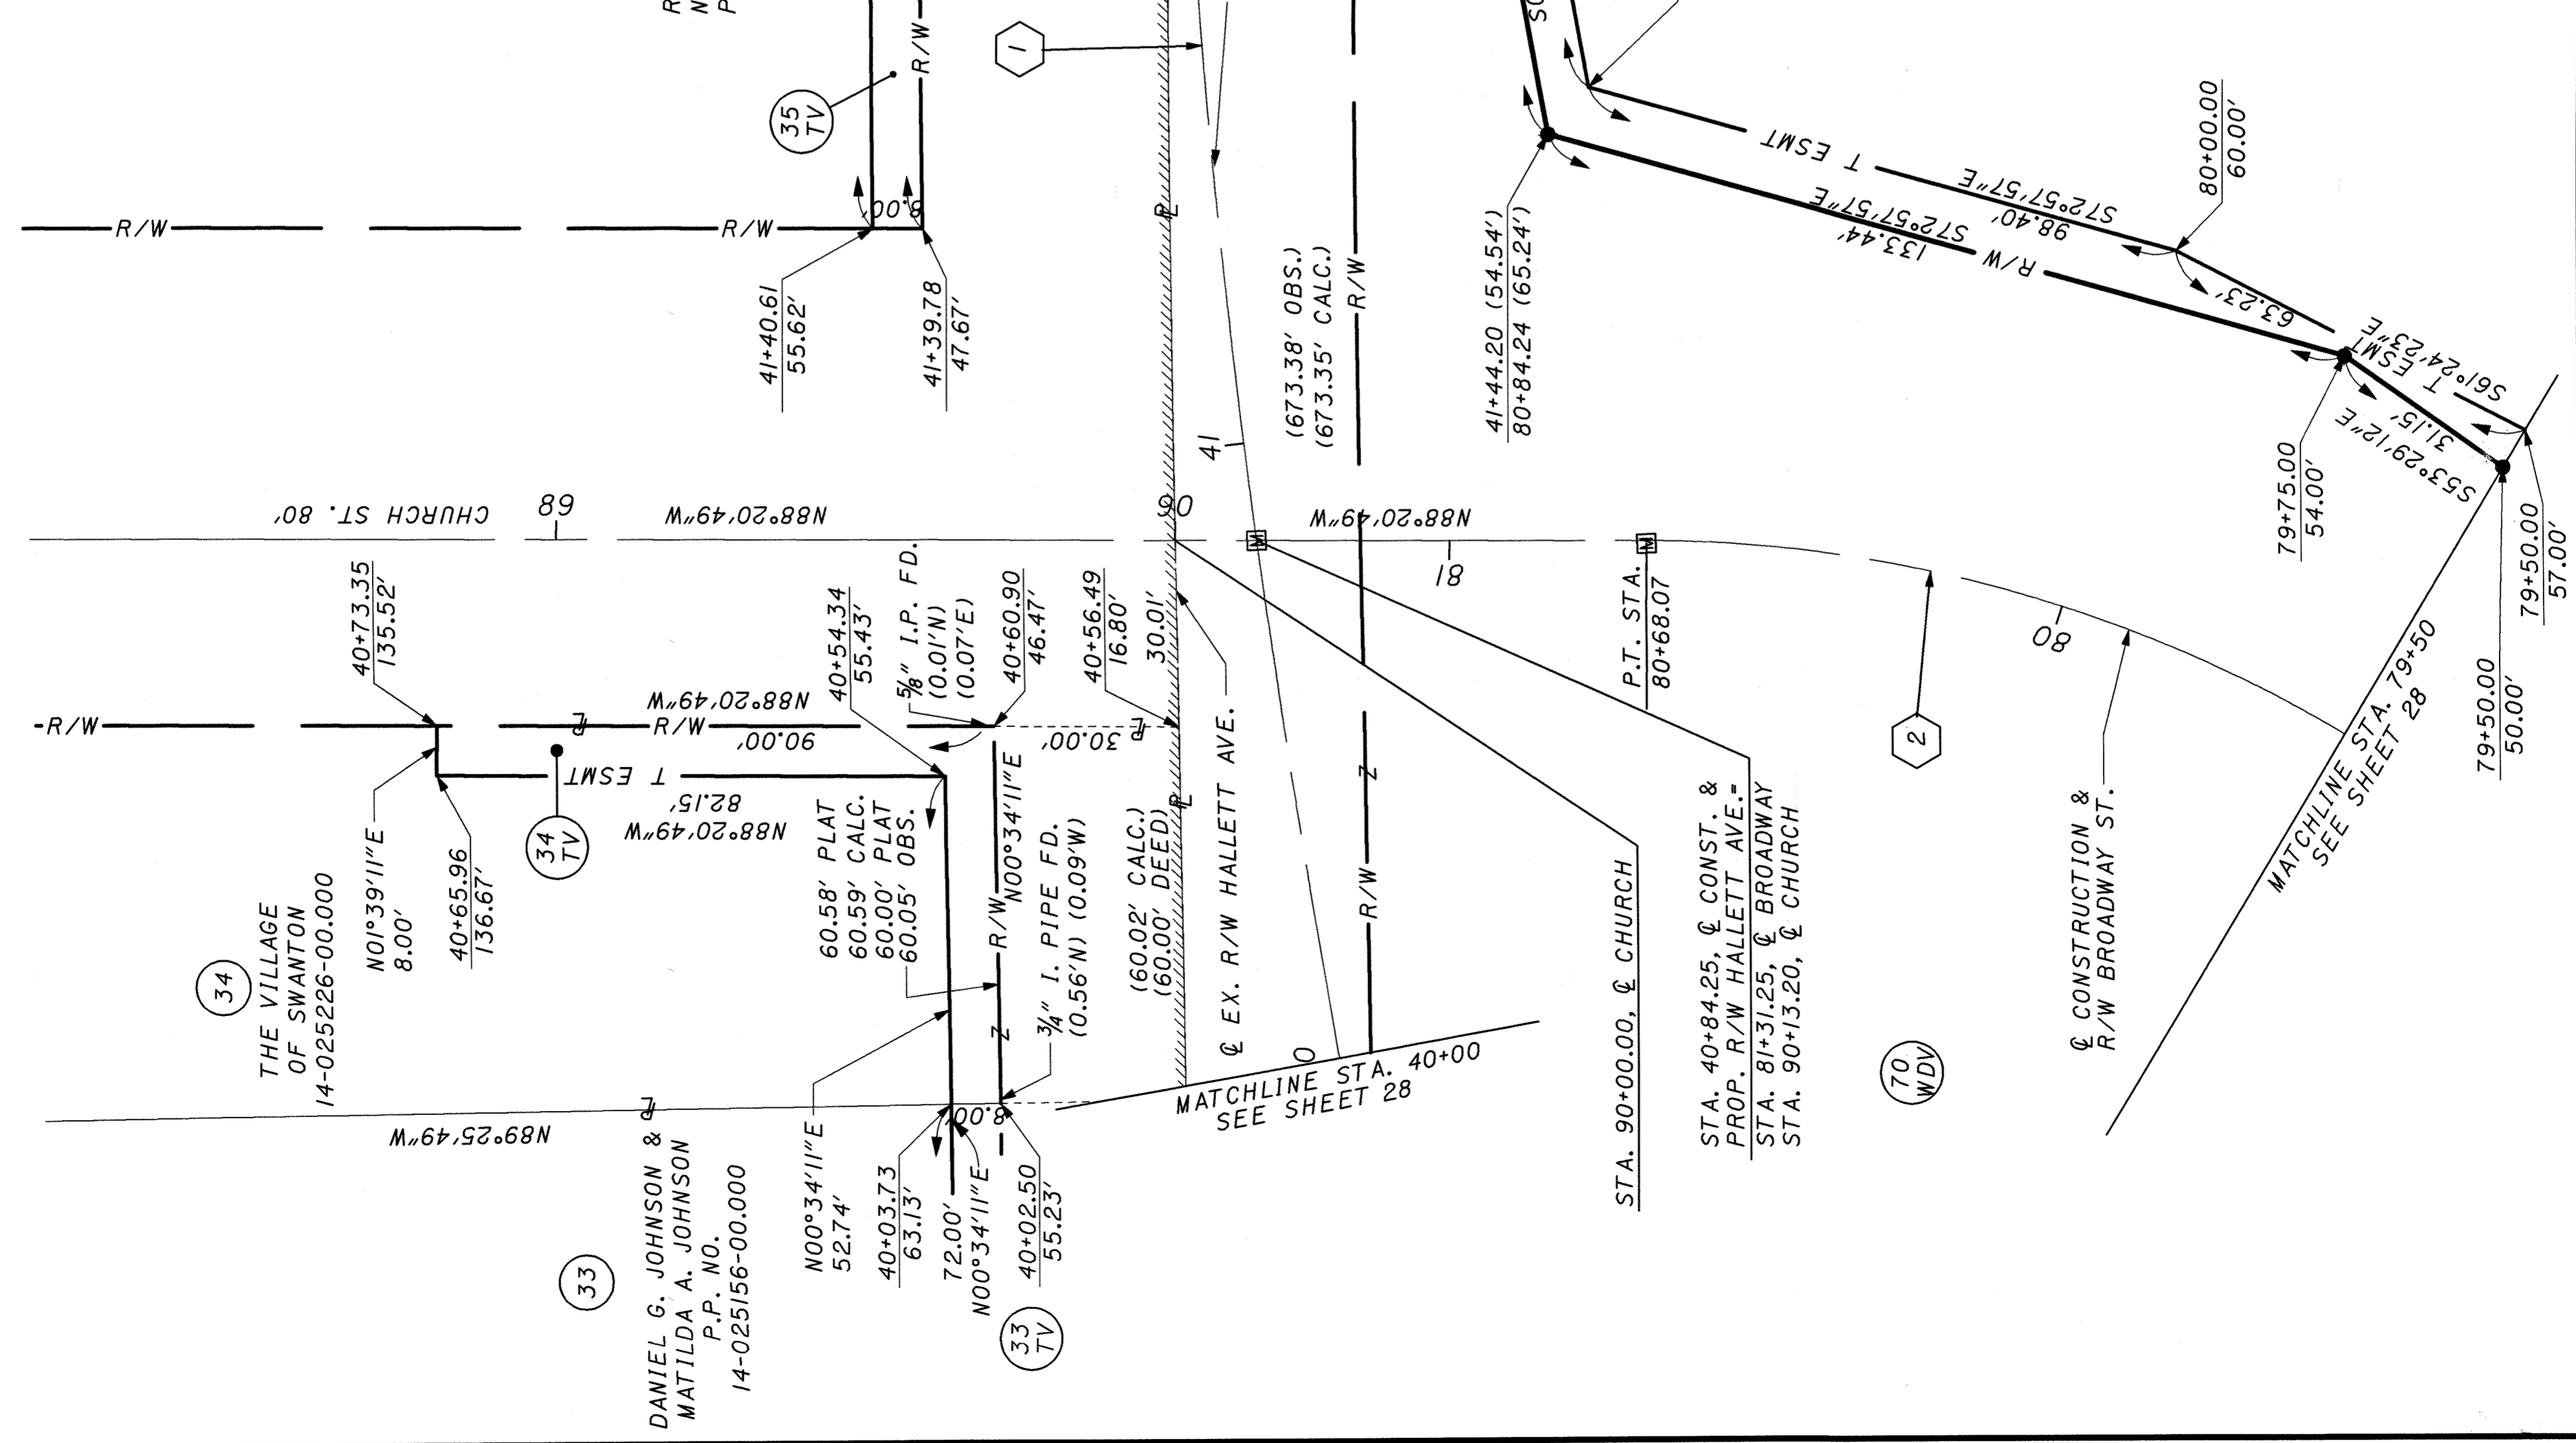 R/W
R/W
35
TV
R/W
8.00'
41+40.61
55.62'
41+39.78
47.67'
1
41
(673.38' OBS.)
(673.35' CALC.)
R/W
41+44.20 (54.54')
80+84.24 (65.24')
133.44'
S72°57'57"E
R/W
T ESMT
S72°57'57"E
98.40'
80+00.00
60.00'
63.23'
T ESMT
S61°24'23"E
S53°29'12"E
31.15'
79+75.00
54.00'
79+50.00
57.00'
79+50.00
50.00'
CHURCH ST. 80'
89
N88°20'49"W
90
N88°20'49"W
81
P.T. STA.
80+68.07
80
2
℄ CONSTRUCTION &
R/W BROADWAY ST.
MATCHLINE STA. 79+50
SEE SHEET 28
40+73.35
135.52'
R/W
N88°20'49"W
R/W
90.00'
40+54.34
55.43'
5/8" I.P. FD.
(0.01'N)
(0.07'E)
40+60.90
46.47'
40+56.49
16.80'
30.01'
30.00'
T ESMT
82.15'
N88°20'49"W
34
TV
34
THE VILLAGE
OF SWANTON
14-025226-00.000
N01°39'11"E
8.00'
40+65.96
136.67'
60.58' PLAT
60.59' CALC.
60.00' PLAT
60.05' OBS.
R/W
N00°34'11"E
3/4" I. PIPE FD.
(0.56'N) (0.09'W)
(60.02' CALC.)
(60.00' DEED)
℄ EX. R/W HALLETT AVE.
R/W
0
MATCHLINE STA. 40+00
SEE SHEET 28
N89°25'49"W
8.00'
33
DANIEL G. JOHNSON &
MATILDA A. JOHNSON
P.P. NO.
14-025156-00.000
N00°34'11"E
52.74'
40+03.73
63.13'
72.00'
N00°34'11"E
40+02.50
55.23'
33
TV
STA. 90+00.00, ℄ CHURCH
STA. 40+84.25, ℄ CONST. &
PROP. R/W HALLETT AVE.=
STA. 81+31.25, ℄ BROADWAY
STA. 90+13.20, ℄ CHURCH
70
WDV